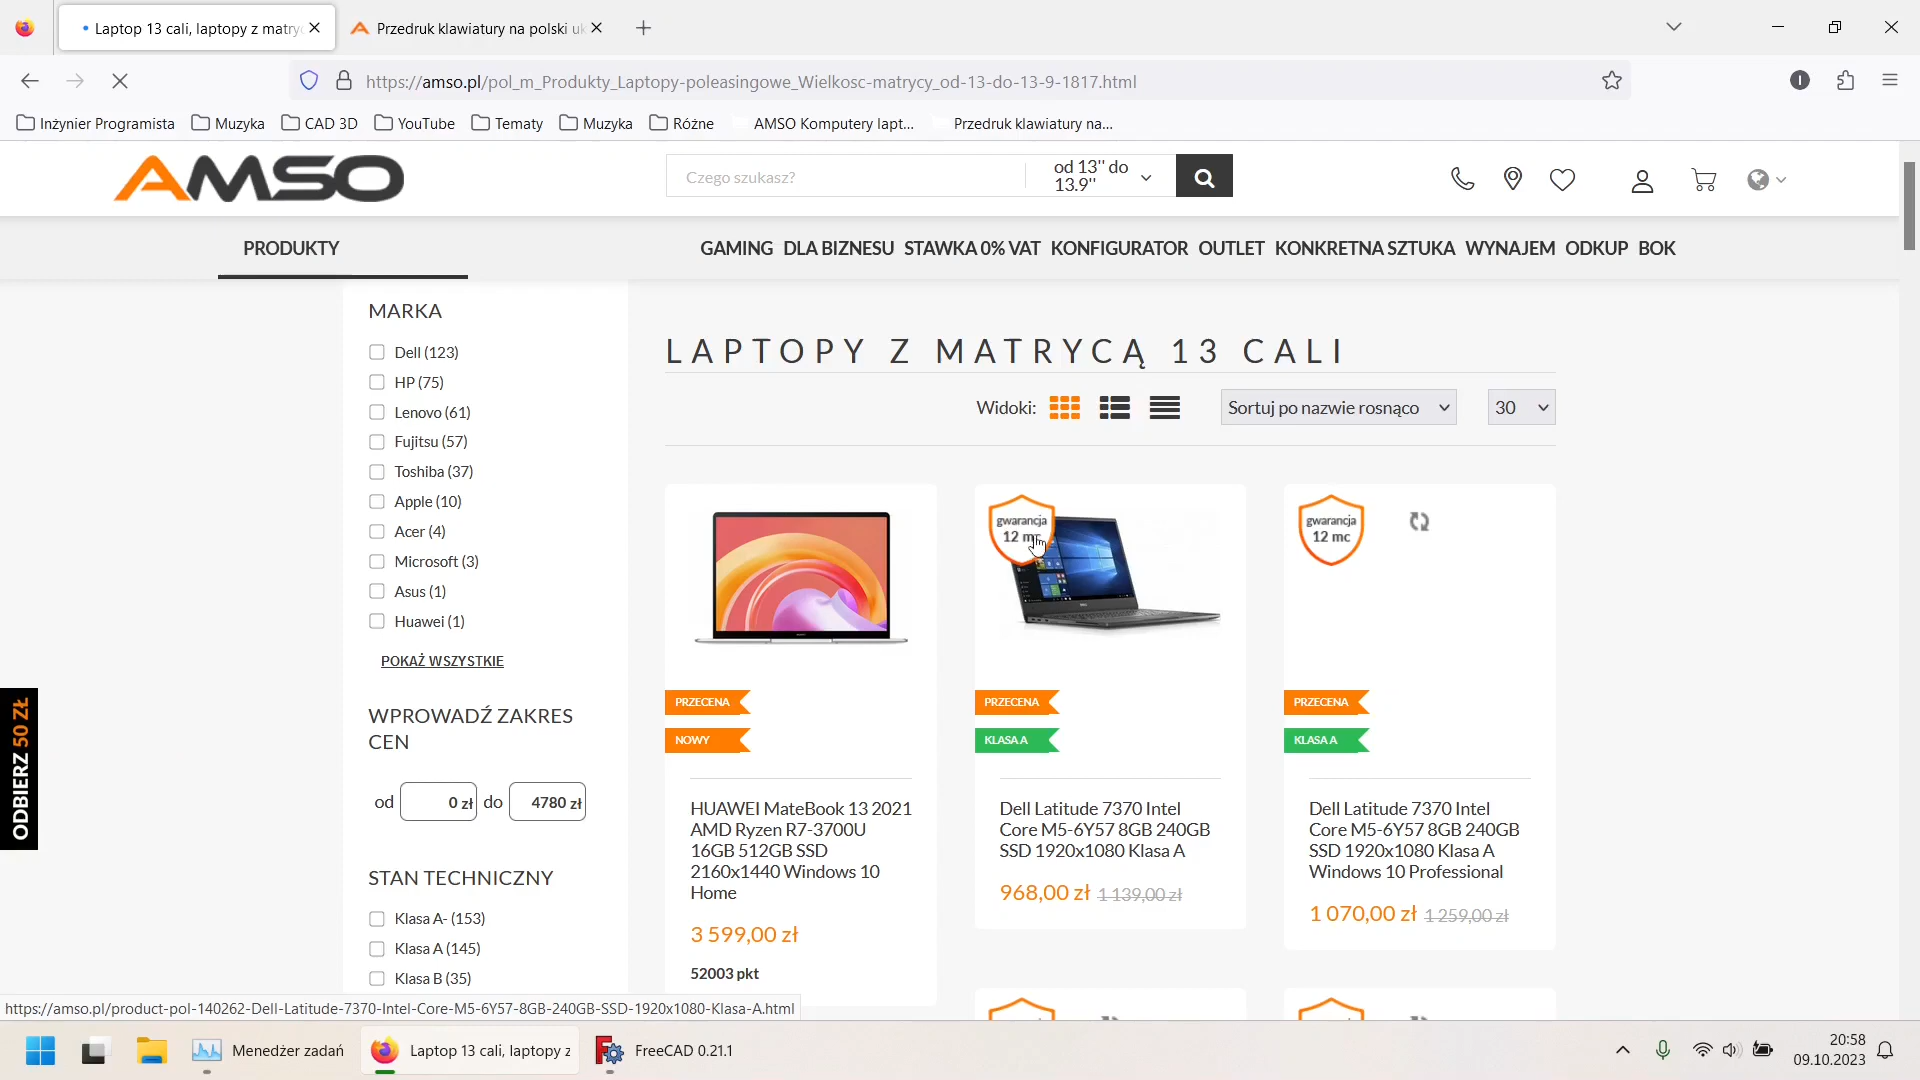 Laptop 13 cali, laptopy z matryc
Przedruk klawiatury na polski uk
https://amso.pl/pol_m_Produkty_Laptopy-poleasingowe_Wielkosc-matrycy_od-13-do-13-9-1817.html
Inżynier Programista
Muzyka
CAD 3D
YouTube
Tematy
Muzyka
Różne
AMSO Komputery lapt...
Przedruk klawiatury na...
AMSO
Czego szukasz?
od 13'' do
13.9''
PRODUKTY
GAMING DLA BIZNESU STAWKA 0% VAT KONFIGURATOR OUTLET KONKRETNA SZTUKA WYNAJEM ODKUP BOK
MARKA
Dell (123)
HP (75)
Lenovo (61)
Fujitsu (57)
Toshiba (37)
Apple (10)
Acer (4)
Microsoft (3)
Asus (1)
Huawei (1)
POKAŻ WSZYSTKIE
WPROWADŹ ZAKRES
CEN
od 0 zł do 4780 zł
STAN TECHNICZNY
Klasa A- (153)
Klasa A (145)
Klasa B (35)
ODBIERZ 50 ZŁ
LAPTOPY Z MATRYCĄ 13 CALI
Widoki:
Sortuj po nazwie rosnąco
30
PRZECENA
NOWY
HUAWEI MateBook 13 2021
AMD Ryzen R7-3700U
16GB 512GB SSD
2160x1440 Windows 10
Home
3 599,00 zł
52003 pkt
gwarancja
12 mc
PRZECENA
KLASA A
Dell Latitude 7370 Intel
Core M5-6Y57 8GB 240GB
SSD 1920x1080 Klasa A
968,00 zł 1 139,00 zł
gwarancja
12 mc
PRZECENA
KLASA A
Dell Latitude 7370 Intel
Core M5-6Y57 8GB 240GB
SSD 1920x1080 Klasa A
Windows 10 Professional
1 070,00 zł 1 259,00 zł
https://amso.pl/product-pol-140262-Dell-Latitude-7370-Intel-Core-M5-6Y57-8GB-240GB-SSD-1920x1080-Klasa-A.html
Menedżer zadań
Laptop 13 cali, laptopy z
FreeCAD 0.21.1
20:58
09.10.2023